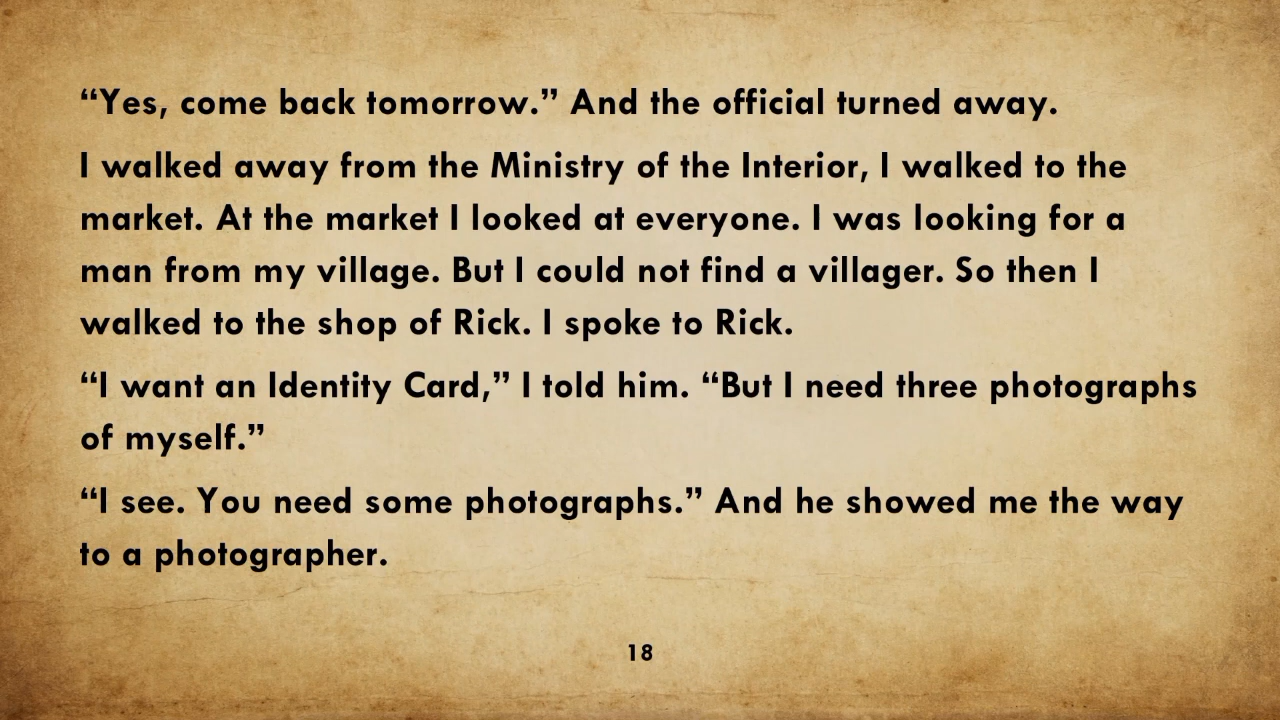 “Yes, come back tomorrow.” And the official turned away.
I walked away from the Ministry of the Interior, I walked to the
market. At the market I looked at everyone. I was looking for a
man from my village. But I could not find a villager. So then I
walked to the shop of Rick. I spoke to Rick.
“I want an Identity Card,” I told him. “But I need three photographs
of myself.”
“I see. You need some photographs.” And he showed me the way
to a photographer.
18